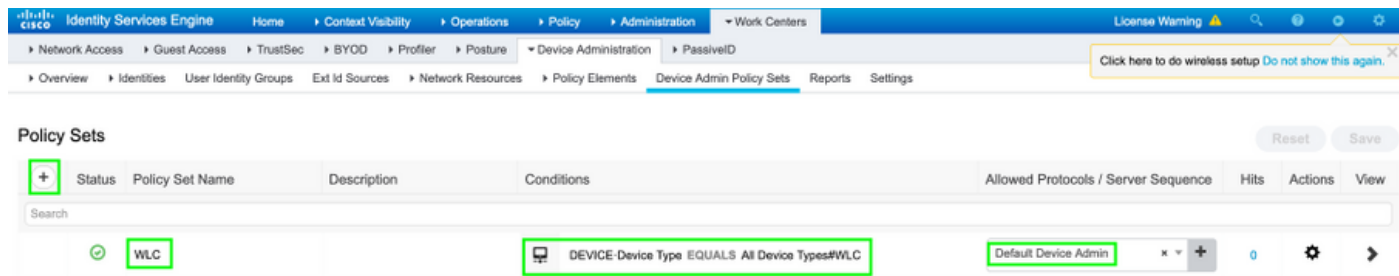 cisco Identity Services Engine Home Context Visibility Operations Policy Administration Work Centers License Warning
Network Access Guest Access TrustSec BYOD Profiler Posture Device Administration PassiveID
Click here to do wireless setup Do not show this again.
Overview Identities User Identity Groups Ext Id Sources Network Resources Policy Elements Device Admin Policy Sets Reports Settings
Policy Sets
Reset Save
+ Status Policy Set Name Description Conditions Allowed Protocols / Server Sequence Hits Actions View
Search
WLC DEVICE-Device Type EQUALS All Device Types#WLC Default Device Admin × + 0